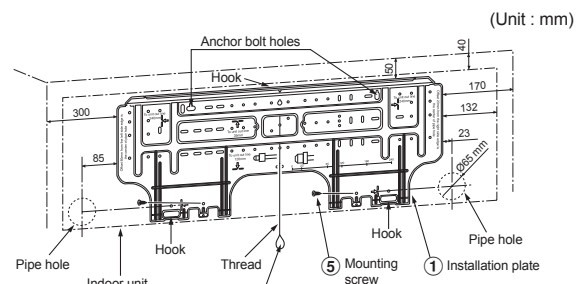 (Unit : mm)
Anchor bolt holes
Hook
40
50
170
300
132
23
85
Ø65 mm
Pipe hole
Hook
Hook
Pipe hole
Thread
5 Mounting screw
1 Installation plate
Indoor unit